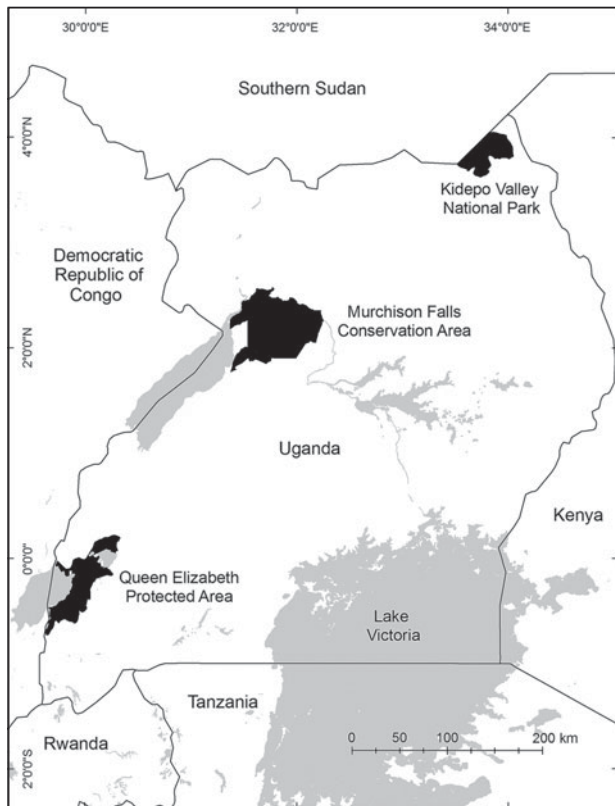 30°0'0"E 32°0'0"E 34°0'0"E
Southern Sudan
4°0'0"N
Kidepo Valley
National Park
Democratic
Republic of
Congo
Murchison Falls
Conservation Area
2°0'0"N
Uganda
Kenya
0°0'0"
Queen Elizabeth
Protected Area
Lake
Victoria
Tanzania
Rwanda
0 50 100 200 km
2°0'0"S